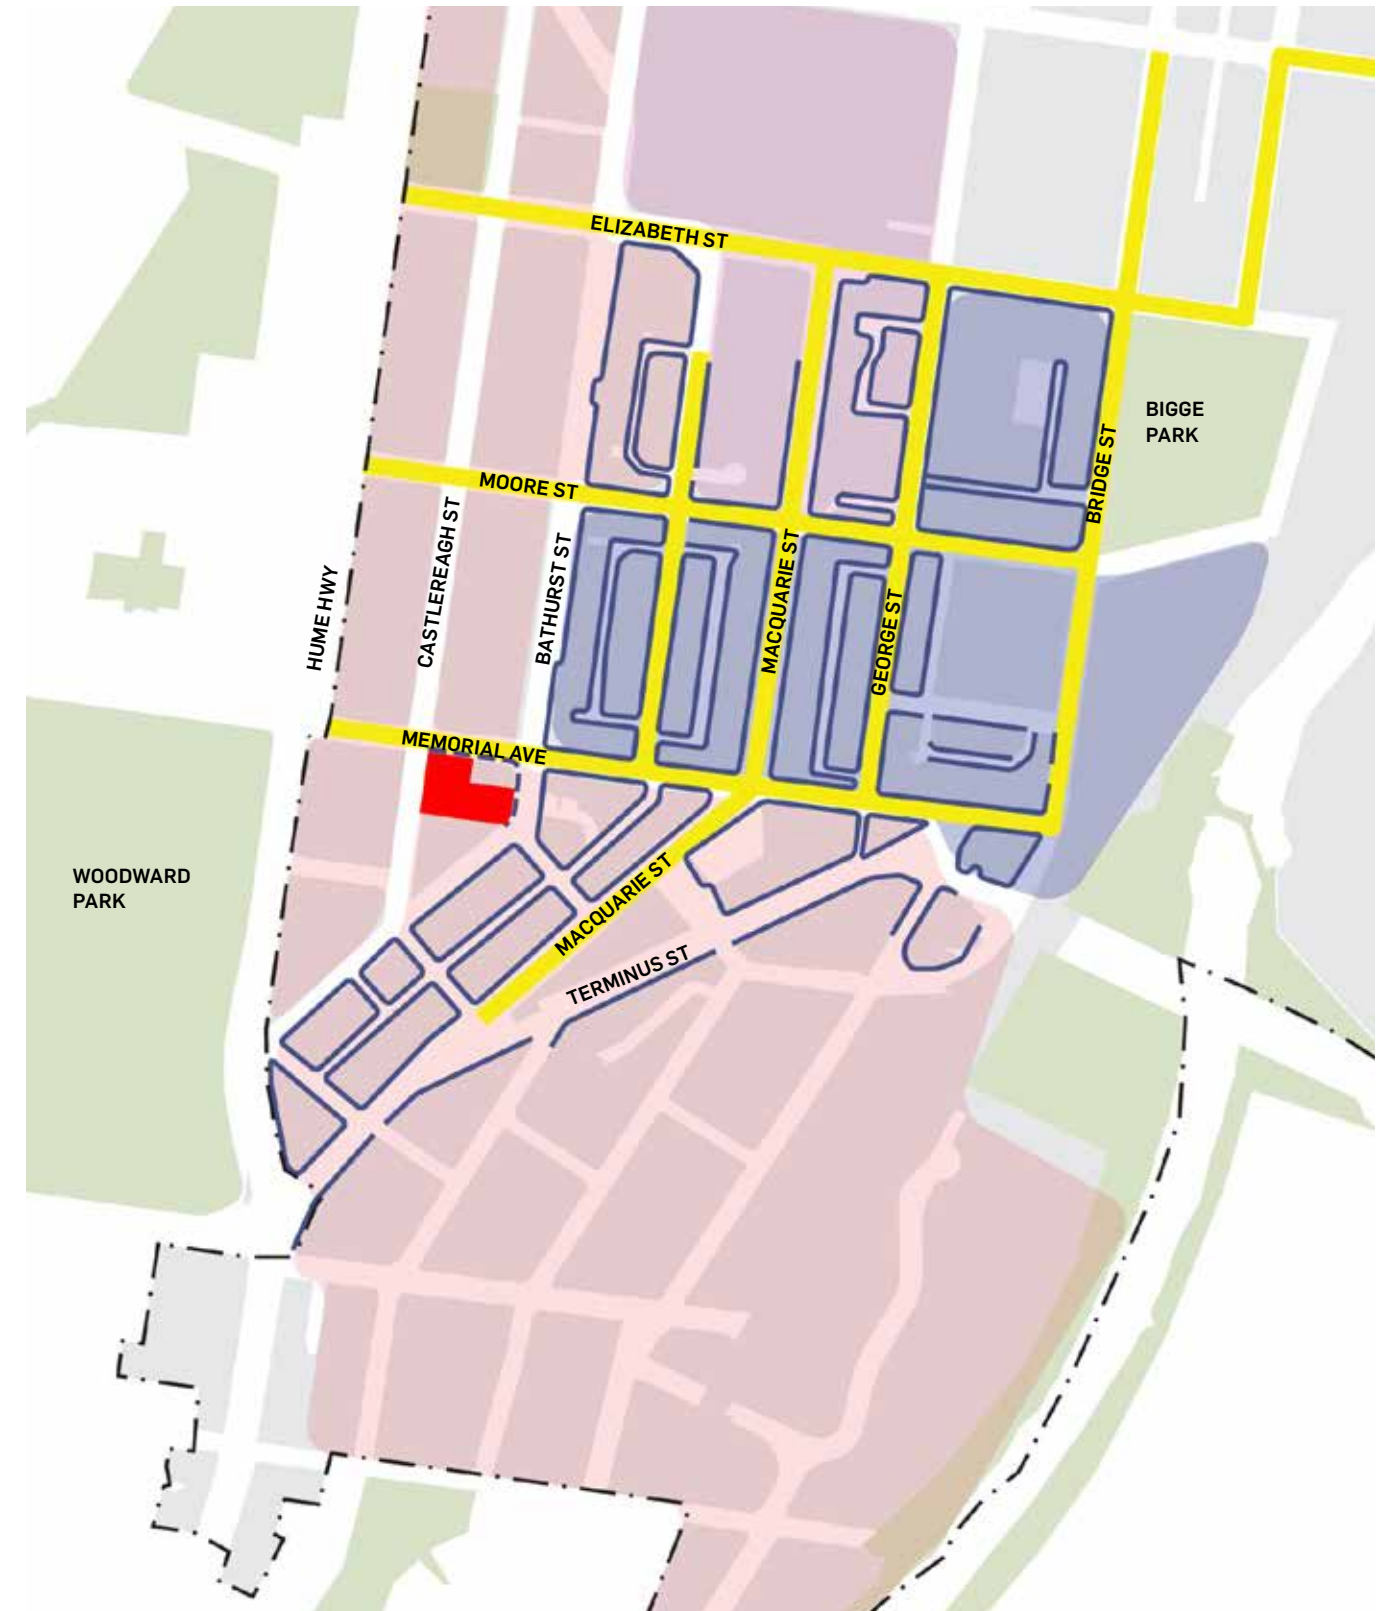 ELIZABETH ST
BIGGE
PARK
BRIDGE ST
MOORE ST
CASTLEREAGH ST
BATHURST ST
MACQUARIE ST
HUME HWY
GEORGE ST
MEMORIAL AVE
WOODWARD
PARK
MACQUARIE ST
TERMINUS ST